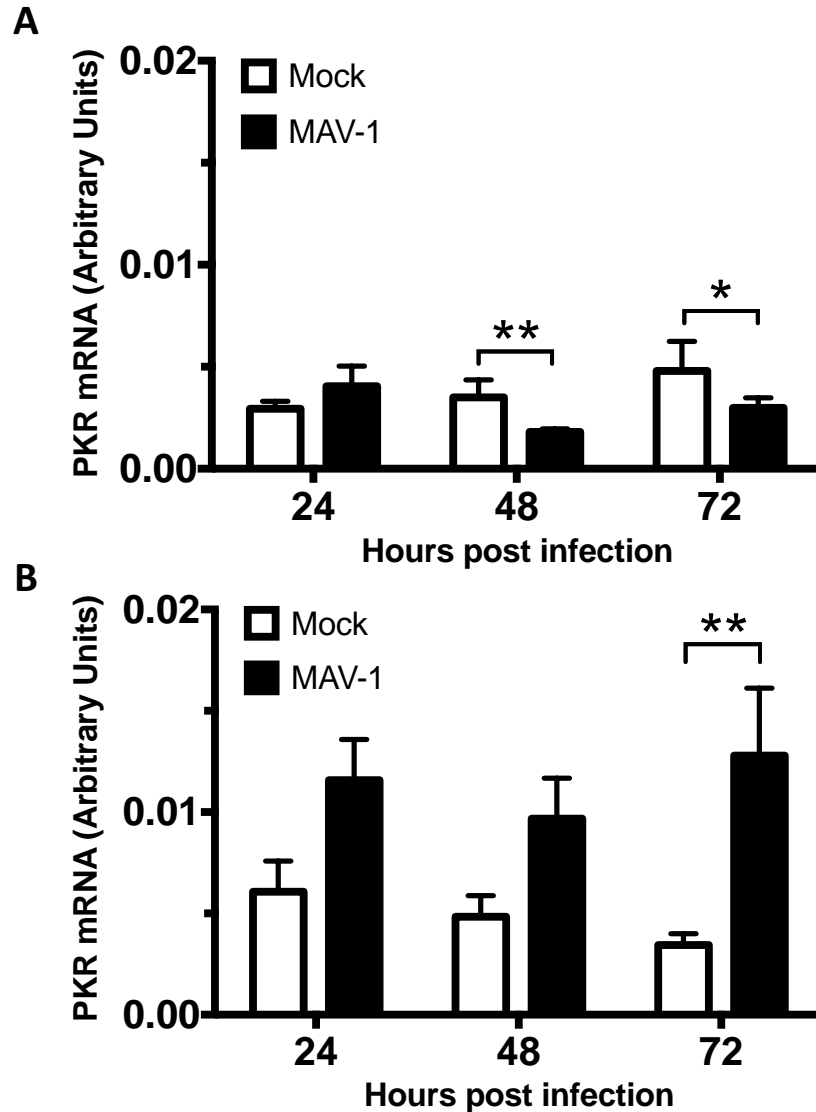 A
PKR mRNA (Arbitrary Units)
0.02
0.01
0.00
Mock
MAV-1
**
*
24 48 72
Hours post infection
B
PKR mRNA (Arbitrary Units)
0.02
0.01
0.00
Mock
MAV-1
**
24 48 72
Hours post infection